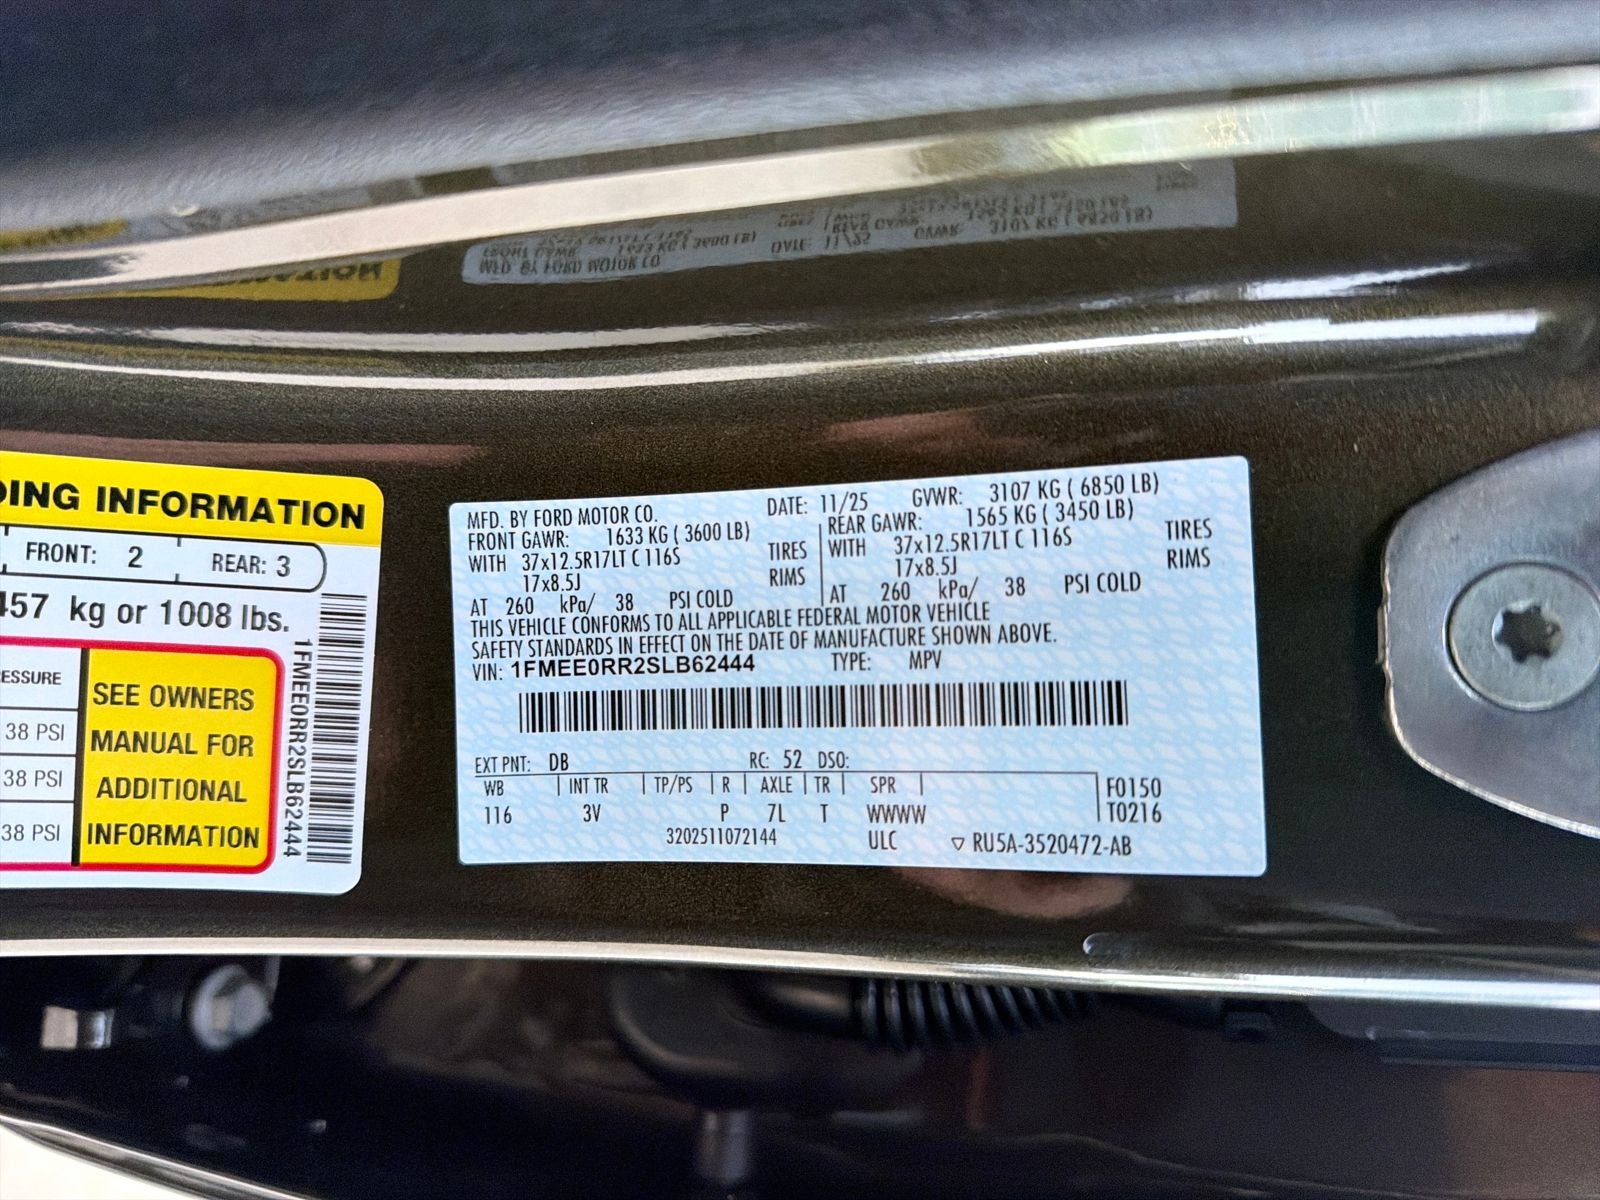 DING INFORMATION
FRONT: 2 REAR: 3
457 kg or 1008 lbs.
ESSURE
38 PSI
38 PSI
38 PSI
SEE OWNERS
MANUAL FOR
ADDITIONAL
INFORMATION
1FMEE0RR2SLB62444
MFD. BY FORD MOTOR CO. DATE: 11/25 GVWR: 3107 KG ( 6850 LB)
FRONT GAWR: 1633 KG ( 3600 LB) REAR GAWR: 1565 KG ( 3450 LB)
WITH 37x12.5R17LT C 116S TIRES WITH 37x12.5R17LT C 116S TIRES
17x8.5J RIMS 17x8.5J RIMS
AT 260 kPa/ 38 PSI COLD AT 260 kPa/ 38 PSI COLD
THIS VEHICLE CONFORMS TO ALL APPLICABLE FEDERAL MOTOR VEHICLE
SAFETY STANDARDS IN EFFECT ON THE DATE OF MANUFACTURE SHOWN ABOVE.
VIN: 1FMEE0RR2SLB62444 TYPE: MPV
EXT PNT: DB RC: 52 DSO:
WB INT TR TP/PS R AXLE TR SPR F0150
116 3V P 7L T WWWW T0216
3202511072144 ULC RU5A-3520472-AB